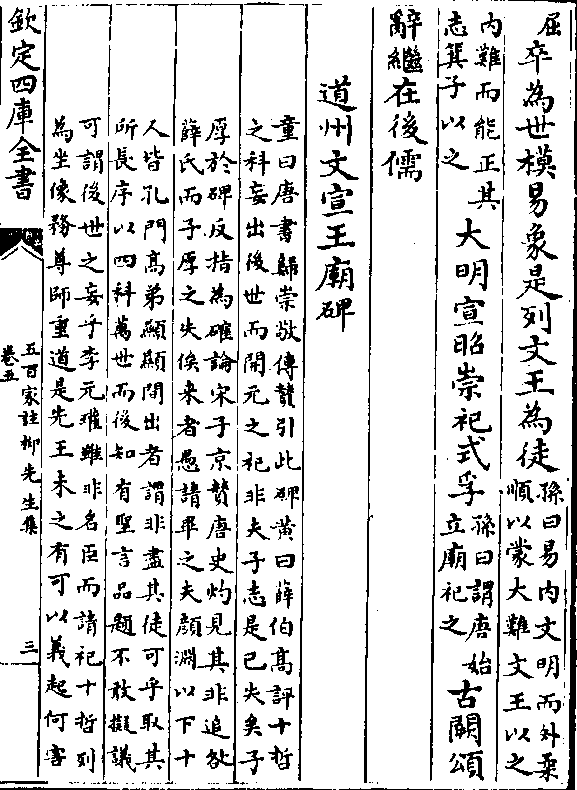 屈卒為世模易象是列文王為徒孫曰易内文明而外柔
順以蒙大難文王以之
内難而能正其
志箕子以之大明宣昭崇祀式孚孫曰謂唐始
立廟祀之古闕頌
辭繼在後儒
道州文宣王廟碑
童曰唐書歸崇敬傳贊引此碑黄曰薛伯髙評十哲
之科妄出後世而開元之祀非夫子志是已失矣子
厚於碑反指為確論宋子京贊唐史灼見其非追咎
薛氏而子厚之失俟来者愚請畢之夫顔淵以下十
人皆孔門髙弟顯顯間出者謂非盡其徒可乎取其
所長序以四科萬世而後知有聖言品題不敢擬議
可謂後世之妄乎李元瓘雖非名臣而請祀十哲列
為坐像務尊師重道是先王未之有可以義起何害
欽定四庫全書
五百家註柳先生集
卷五
三